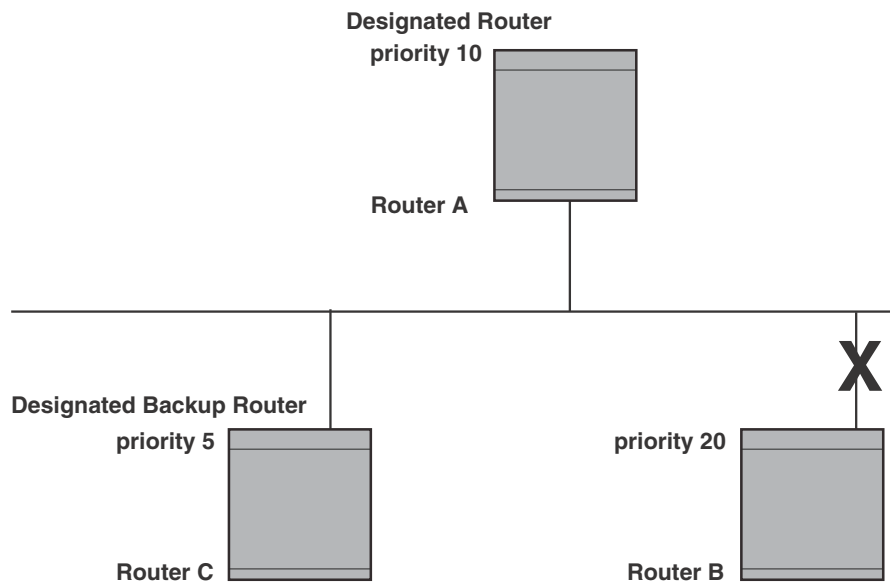 Designated Router
priority 10
Router A
X
Designated Backup Router
priority 5
priority 20
Router C
Router B